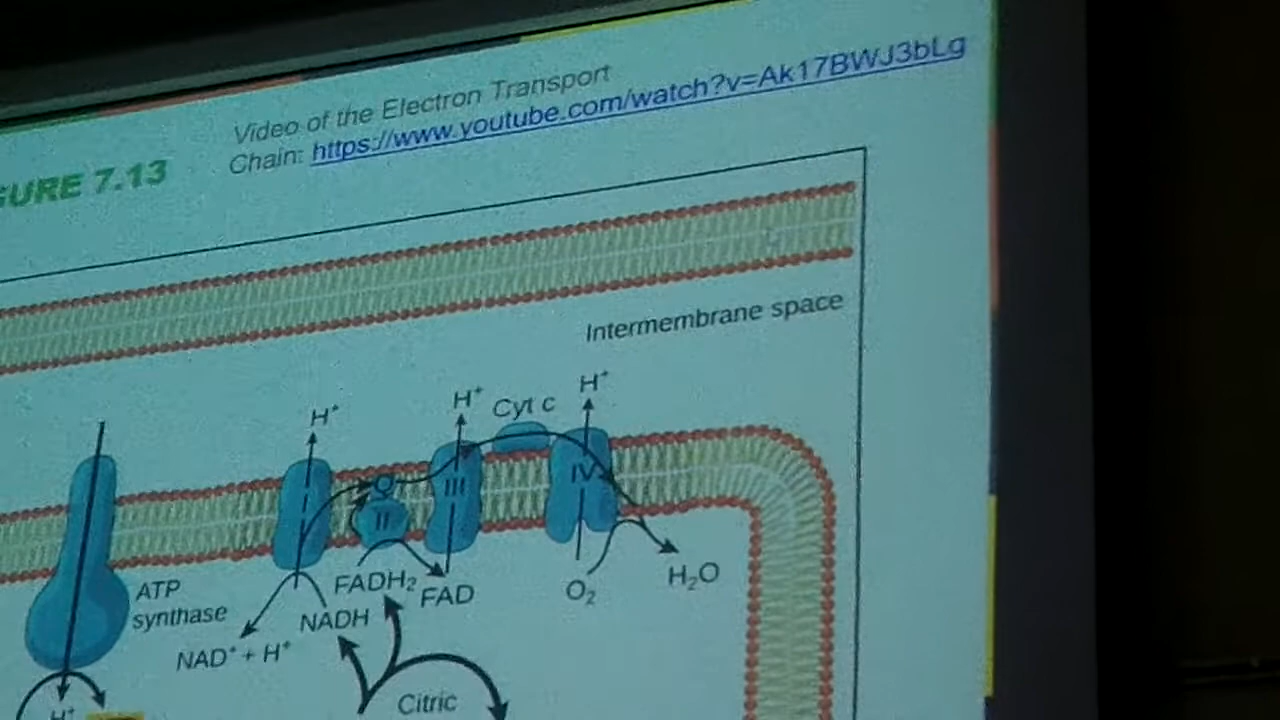 Video of the Electron Transport
Chain: https://www.youtube.com/watch?v=Ak17BWJ3bLg
GURE 7.13
Intermembrane space
H⁺
H⁺
Cyt c
H⁺
Q
I
II
III
IV
ATP
synthase
FADH₂
FAD
NADH
NAD⁺ + H⁺
O₂
H₂O
Citric
H⁺